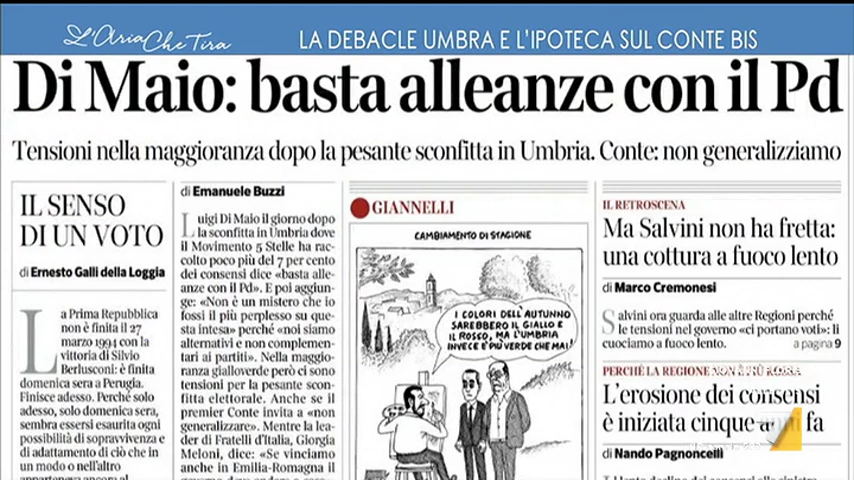 L'Aria Che Tira
LA DEBACLE UMBRA E L'IPOTECA SUL CONTE BIS
Di Maio: basta alleanze con il Pd
Tensioni nella maggioranza dopo la pesante sconfitta in Umbria. Conte: non generalizziamo
IL SENSO
DI UN VOTO
di Ernesto Galli della Loggia
La Prima Repubblica
non è finita il 27
marzo 1994 con la
vittoria di Silvio
Berlusconi: è finita
domenica sera a Perugia.
Finisce adesso. Perché solo
adesso, solo domenica sera,
sembra essersi esaurita ogni
possibilità di sopravvivenza e
di adattamento di ciò che in
un modo o nell'altro
apparteneva ancora al
di Emanuele Buzzi
Luigi Di Maio il giorno dopo
la sconfitta in Umbria dove
il Movimento 5 Stelle ha rac-
colto poco più del 7 per cento
dei consensi dice «basta alle-
anze con il Pd». E poi aggiun-
ge: «Non è un mistero che io
fossi il più perplesso su que-
sta intesa» perché «noi siamo
alternativi e non complemen-
tari ai partiti». Nella maggio-
ranza gialloverde però ci sono
tensioni per la pesante scon-
fitta elettorale. Anche se il
premier Conte invita a «non
generalizzare». Mentre la lea-
der di Fratelli d'Italia, Giorgia
Meloni, dice: «Se vinciamo
anche in Emilia-Romagna il
GIANNELLI
CAMBIAMENTO DI STAGIONE
I COLORI DELL'AUTUNNO
SAREBBERO IL GIALLO E
IL ROSSO, MA L'UMBRIA
INVECE È PIÙ VERDE CHE MAI!
IL RETROSCENA
Ma Salvini non ha fretta:
una cottura a fuoco lento
di Marco Cremonesi
Salvini ora guarda alle altre Regioni perché
le tensioni nel governo «ci portano voti»: li
cuociamo a fuoco lento.
a pagina 9
PERCHÉ LA REGIONE NON È PIÙ
L'erosione dei consensi
è iniziata cinque anni fa
di Nando Pagnoncelli